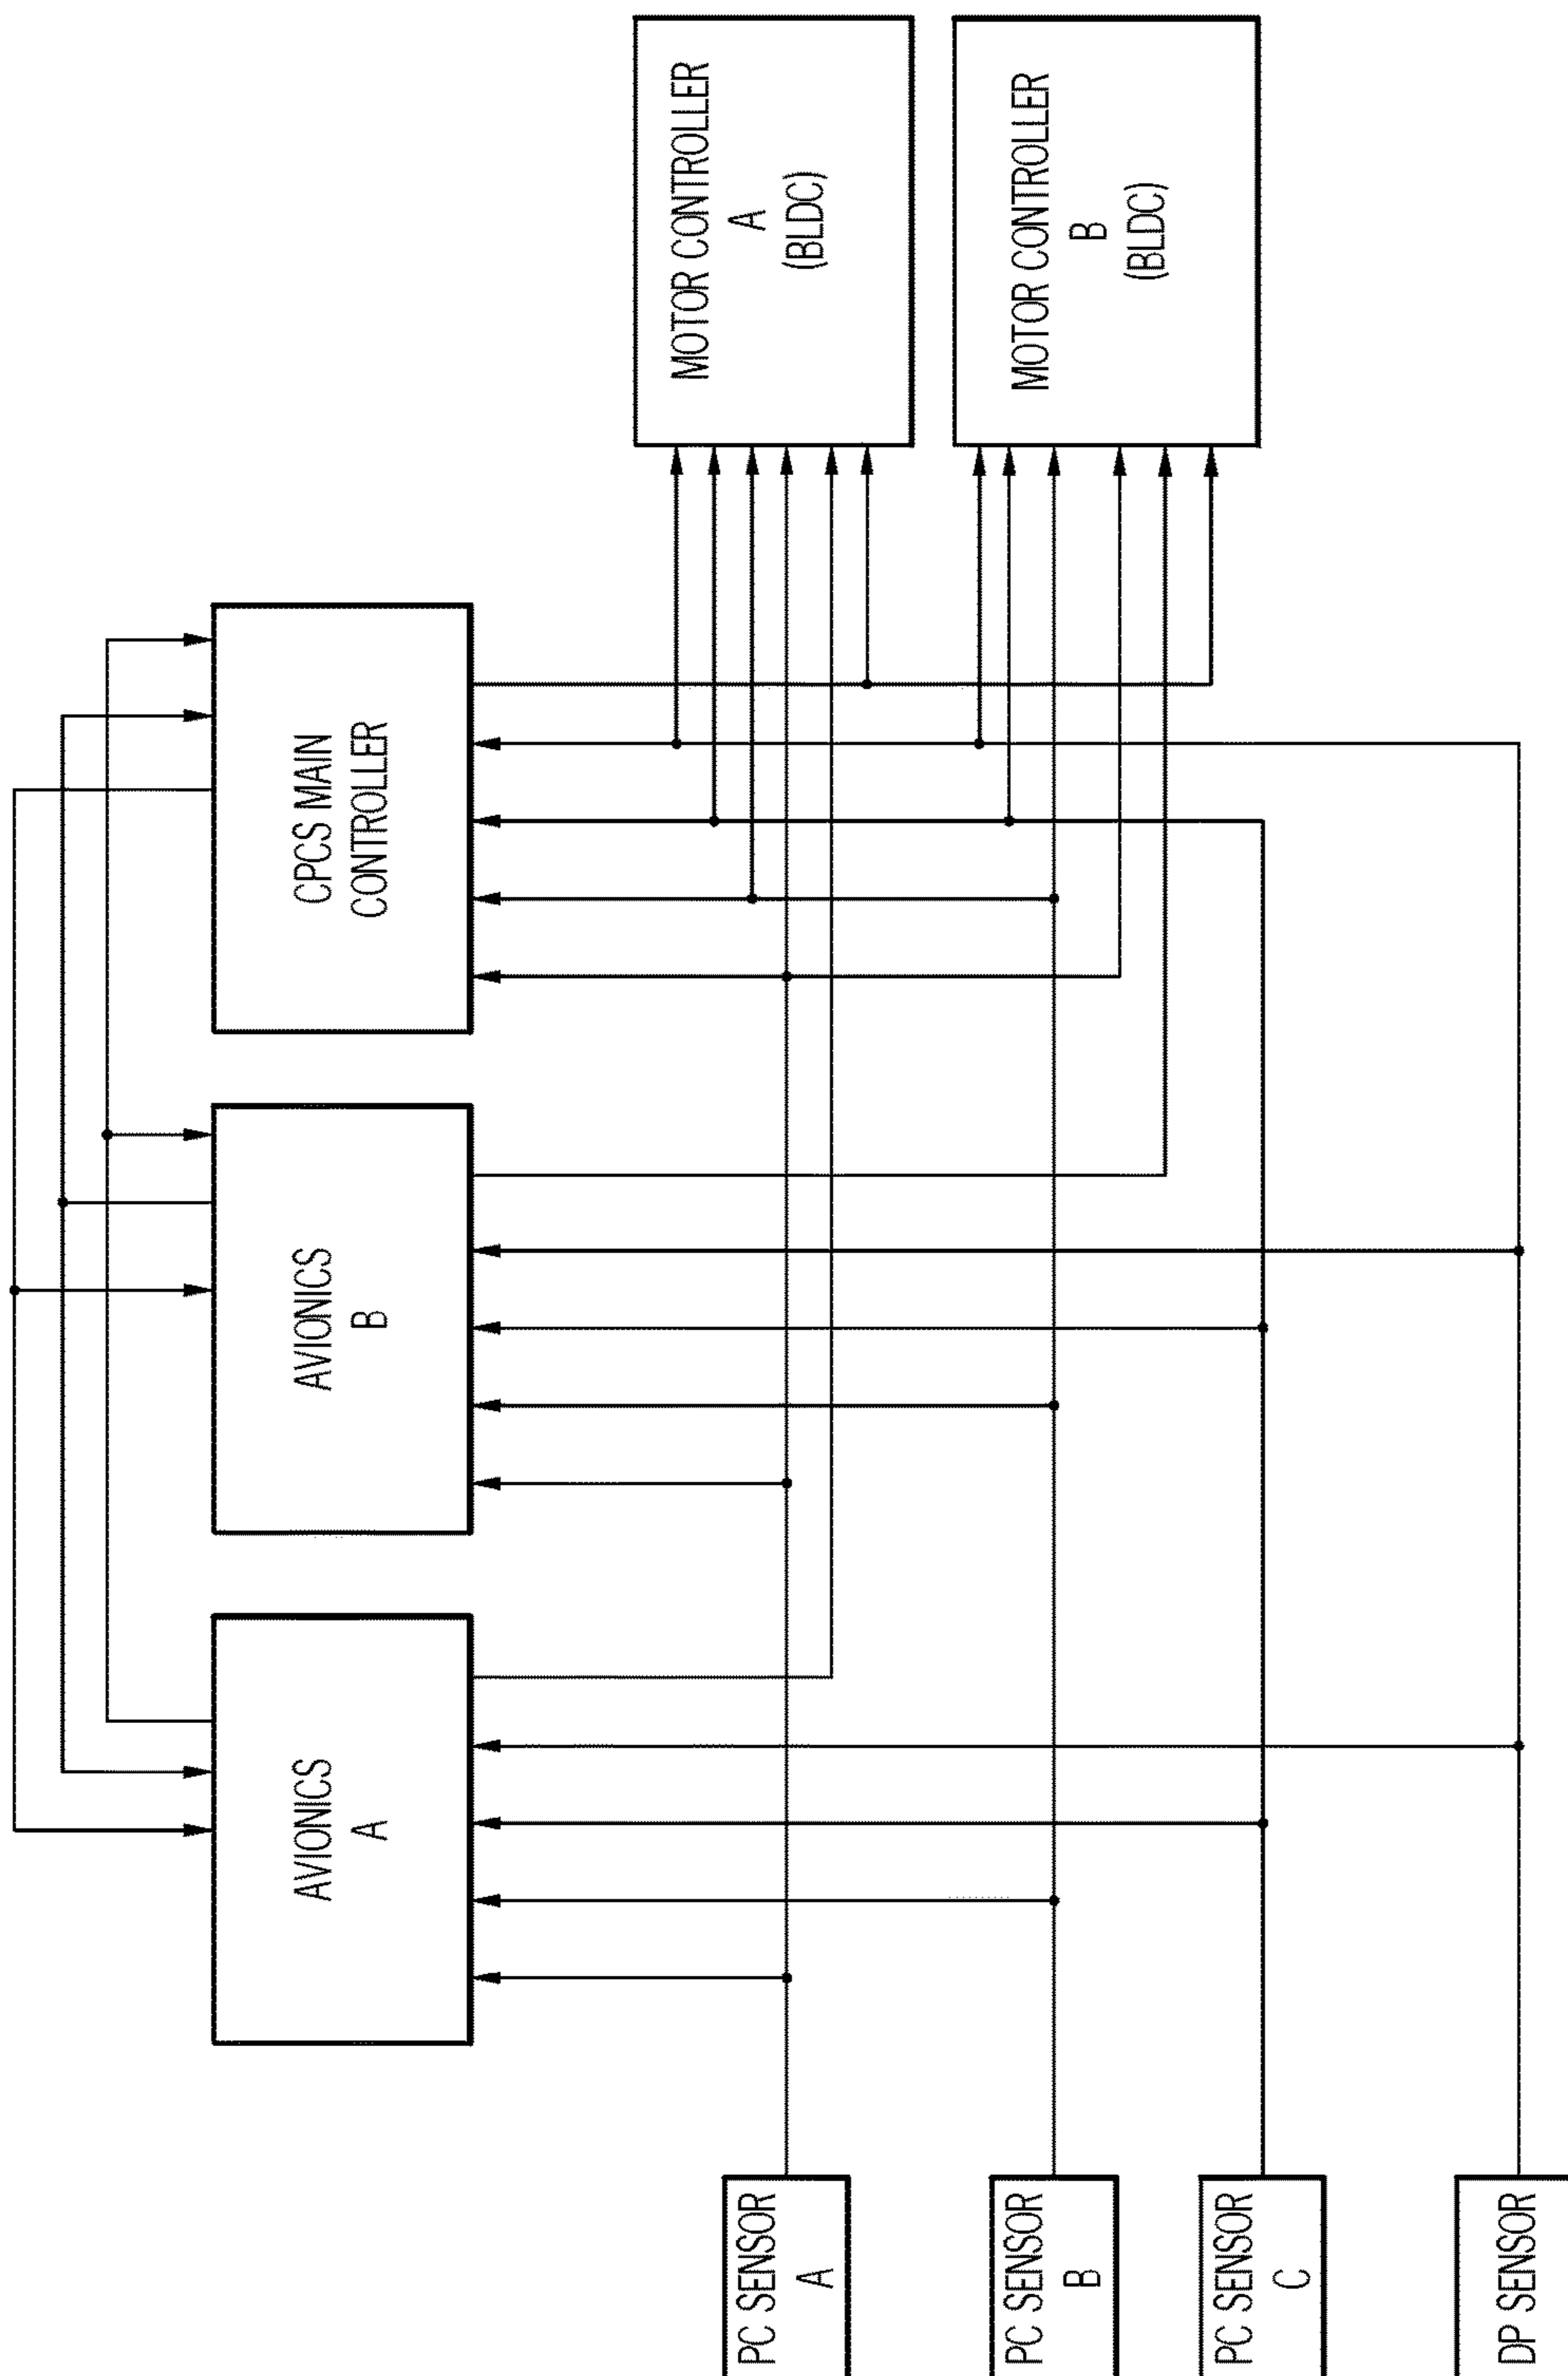 MOTOR CONTROLLER
A
(BLDC)
MOTOR CONTROLLER
B
(BLDC)
CPCS MAIN
CONTROLLER
AVIONICS
B
AVIONICS
A
PC SENSOR
A
PC SENSOR
B
PC SENSOR
C
DP SENSOR